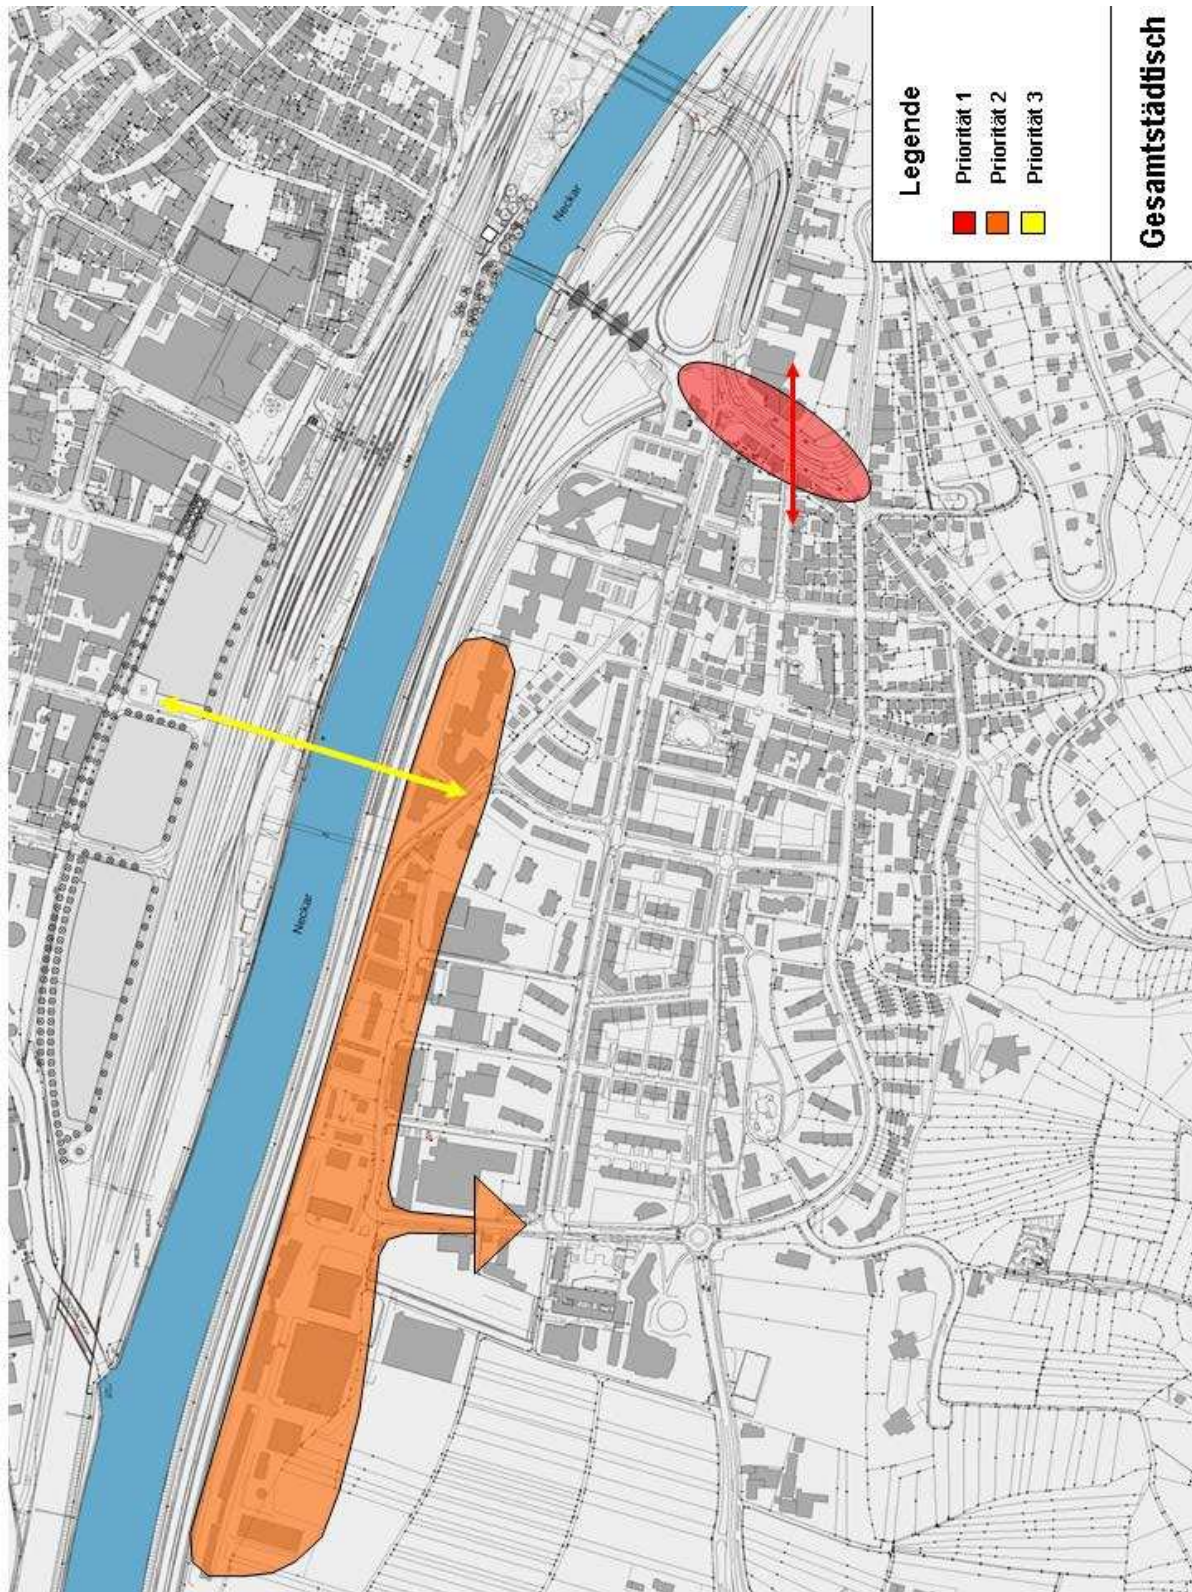 Legende
Priorität 1
Priorität 2
Priorität 3
Gesamtstädtisch
Neckar
Neckar